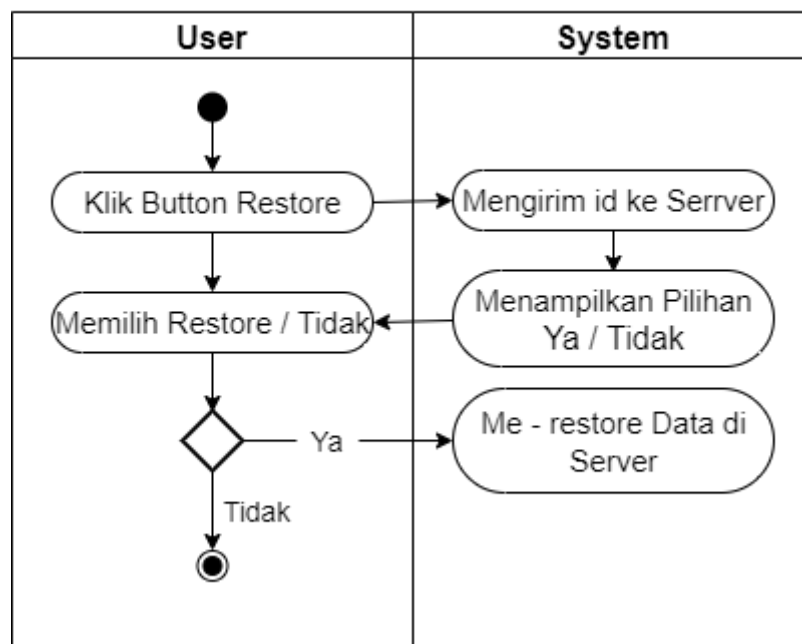 User
System
Klik Button Restore
Mengirim id ke Serrver
Memilih Restore / Tidak
Menampilkan Pilihan
Ya / Tidak
Ya
Me - restore Data di
Server
Tidak